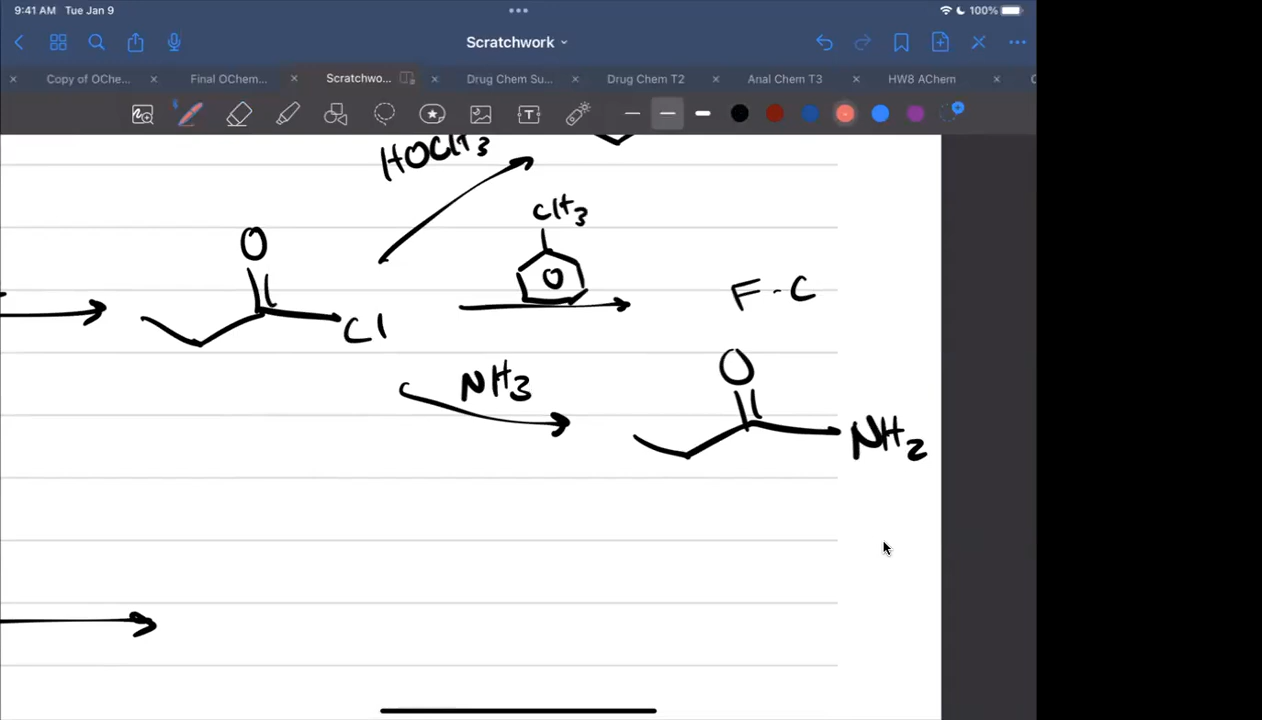 9:41 AM Tue Jan 9
100%
Scratchwork
Copy of OChe...
Final OChem...
Scratchwo...
Drug Chem Su...
Drug Chem T2
Anal Chem T3
HW8 AChem
HOCH3
CH3
O
Cl
F-C
NH3
O
NH2